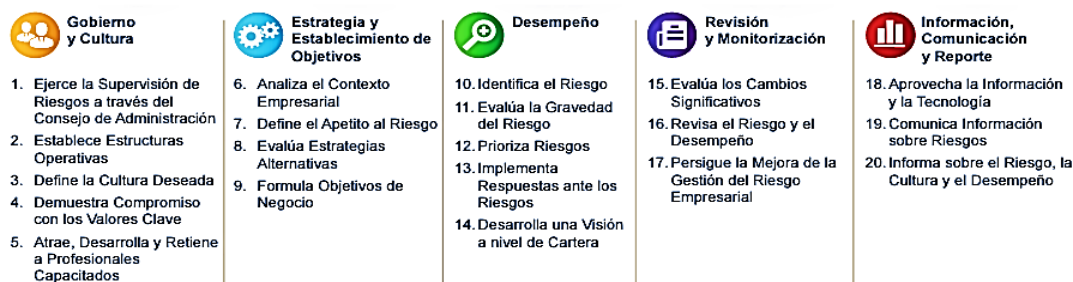 Gobierno
y Cultura
1. Ejerce la Supervisión de
Riesgos a través del
Consejo de Administración
2. Establece Estructuras
Operativas
3. Define la Cultura Deseada
4. Demuestra Compromiso
con los Valores Clave
5. Atrae, Desarrolla y Retiene
a Profesionales
Capacitados
Estrategia y
Establecimiento de
Objetivos
6. Analiza el Contexto
Empresarial
7. Define el Apetito al Riesgo
8. Evalúa Estrategias
Alternativas
9. Formula Objetivos de
Negocio
Desempeño
10. Identifica el Riesgo
11. Evalúa la Gravedad
del Riesgo
12. Prioriza Riesgos
13. Implementa
Respuestas ante los
Riesgos
14. Desarrolla una Visión
a nivel de Cartera
Revisión
y Monitorización
15. Evalúa los Cambios
Significativos
16. Revisa el Riesgo y el
Desempeño
17. Persigue la Mejora de la
Gestión del Riesgo
Empresarial
Información,
Comunicación
y Reporte
18. Aprovecha la Información
y la Tecnología
19. Comunica Información
sobre Riesgos
20. Informa sobre el Riesgo, la
Cultura y el Desempeño